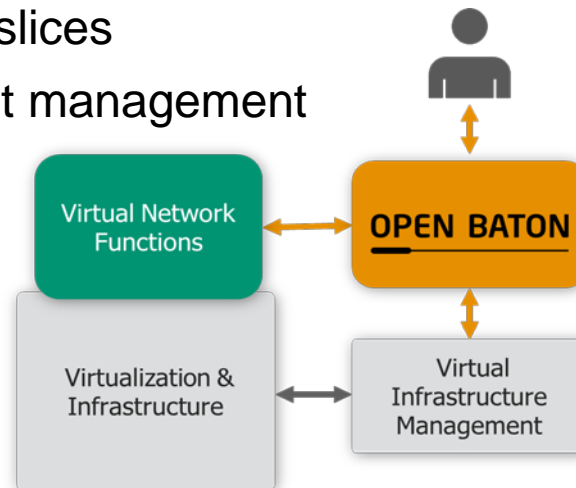 slices
t management
Virtual Network
Functions
OPEN BATON
Virtualization &
Infrastructure
Virtual
Infrastructure
Management